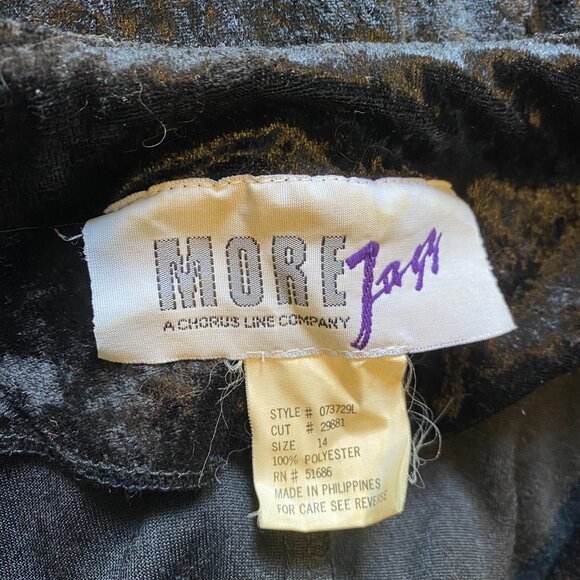 MORE Jazz
A CHORUS LINE COMPANY
STYLE # 073729L
CUT # 29881
SIZE 14
100% POLYESTER
RN # 51686
MADE IN PHILIPPINES
FOR CARE SEE REVERSE